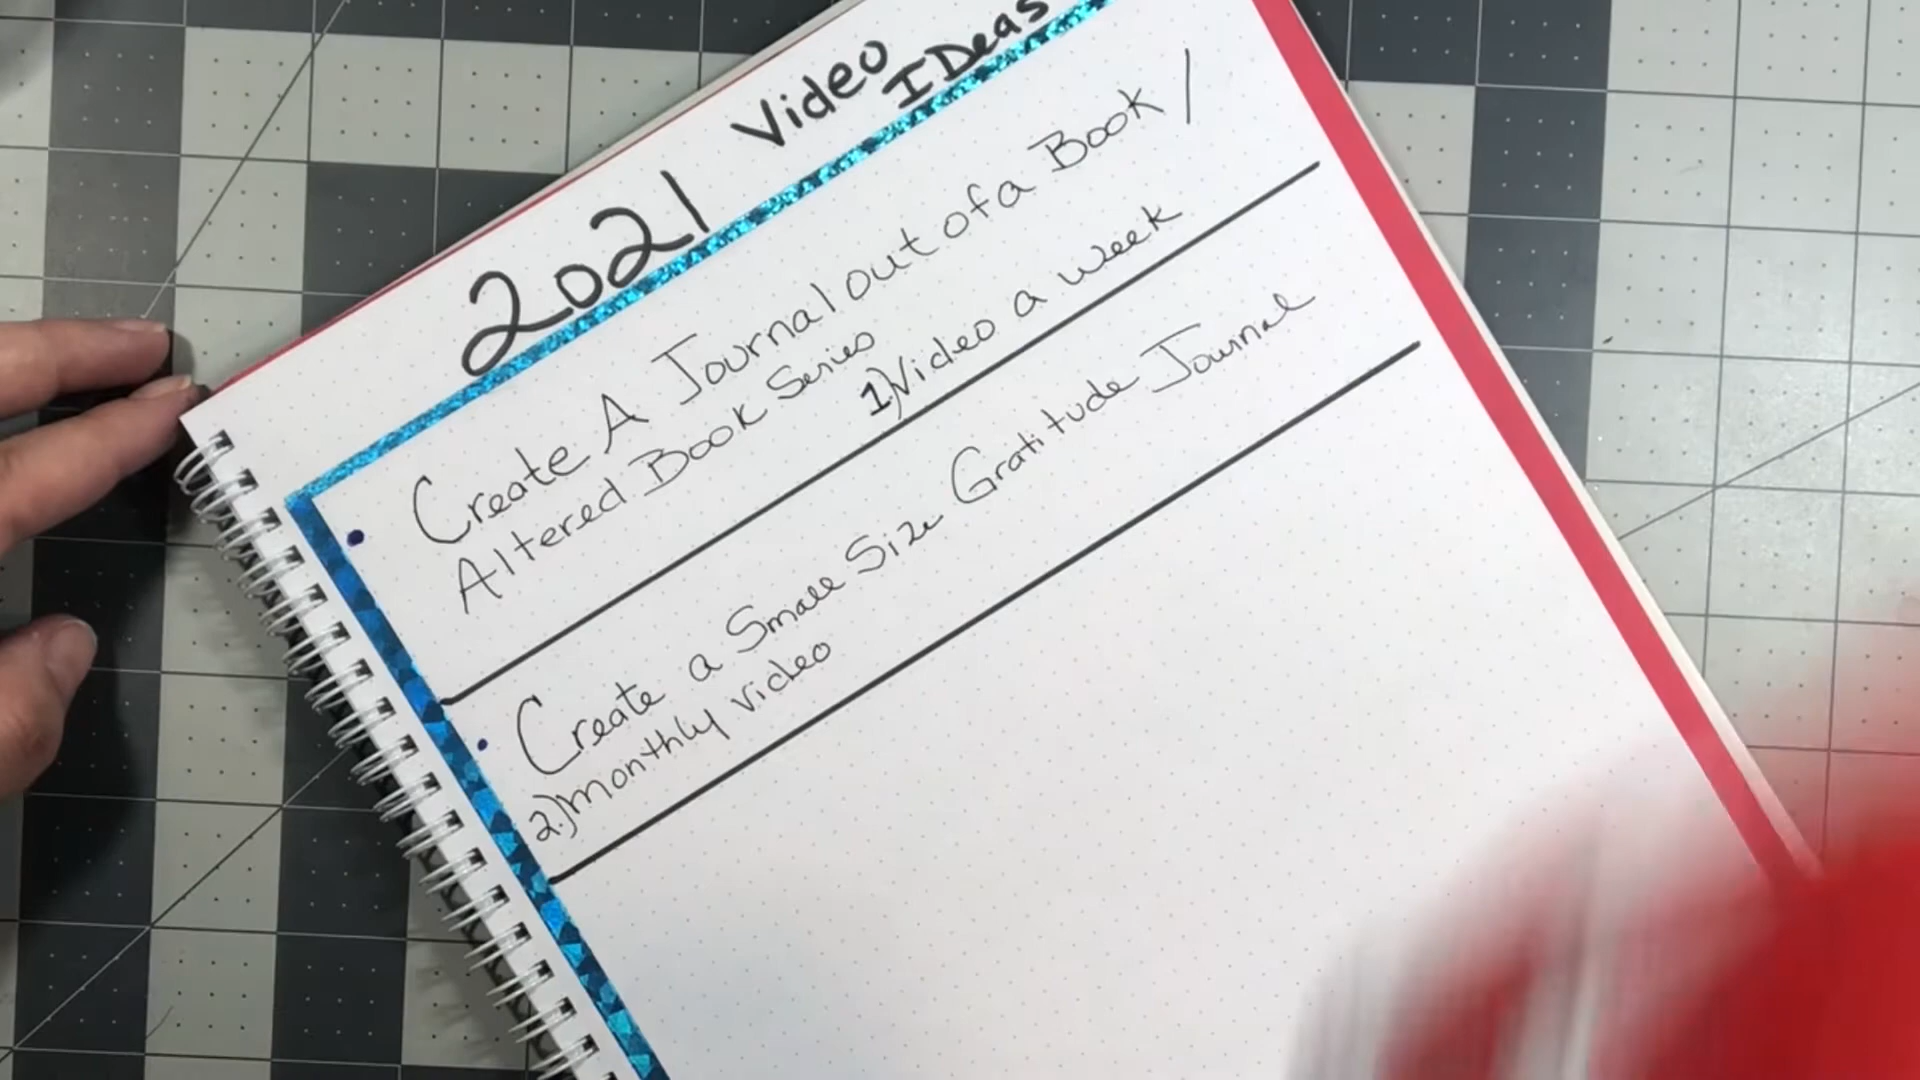 2021 Video
IDeas
Create A Journal out of a Book /
Altered Book Series
1) Video a week
Create a Small Size Gratitude Journal
2.) monthly video